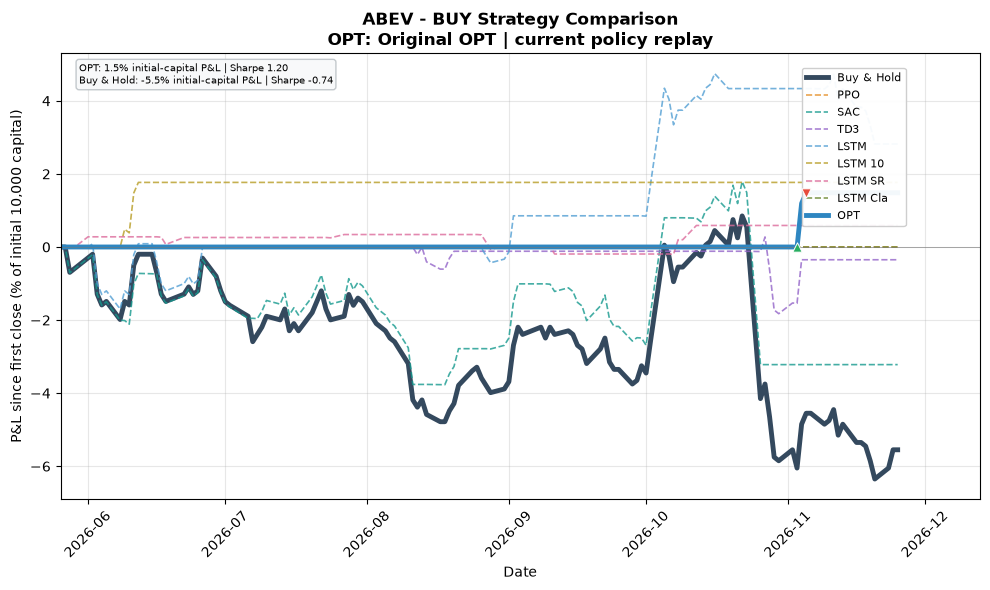 ABEV - BUY Strategy Comparison
OPT: Original OPT | current policy replay
OPT: 1.5% initial-capital P&L | Sharpe 1.20
Buy & Hold: -5.5% initial-capital P&L | Sharpe -0.74
Buy & Hold
PPO
SAC
TD3
LSTM
LSTM 10
LSTM SR
LSTM Cla
OPT
P&L since first close (% of initial 10,000 capital)
4
2
0
−2
−4
−6
2026-06
2026-07
2026-08
2026-09
2026-10
2026-11
2026-12
Date